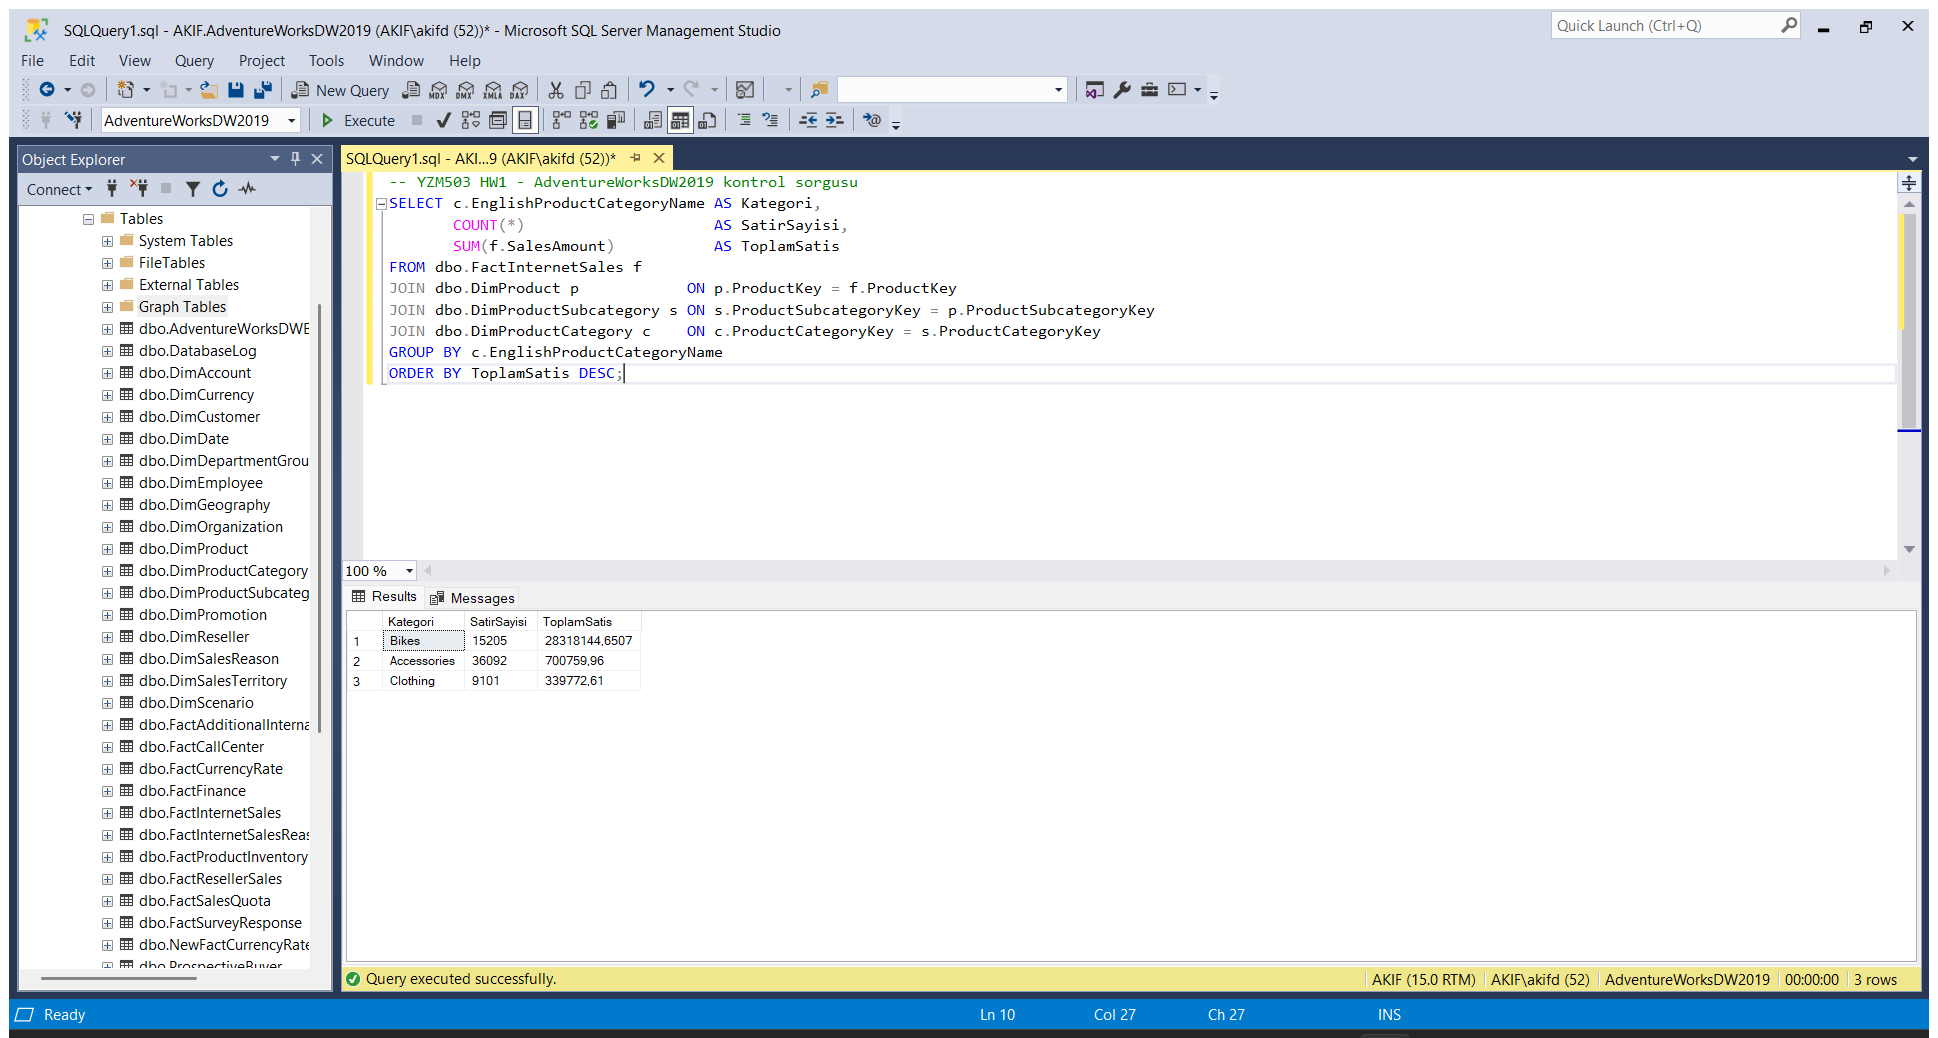 SQLQuery1.sql - AKIF.AdventureWorksDW2019 (AKIF\akifd (52))* - Microsoft SQL Server Management Studio
Quick Launch (Ctrl+Q)
File Edit View Query Project Tools Window Help
New Query MDX DMX XMLA DAX
AdventureWorksDW2019 Execute
Object Explorer
Connect
Tables
System Tables
FileTables
External Tables
Graph Tables
dbo.AdventureWorksDWE
dbo.DatabaseLog
dbo.DimAccount
dbo.DimCurrency
dbo.DimCustomer
dbo.DimDate
dbo.DimDepartmentGrou
dbo.DimEmployee
dbo.DimGeography
dbo.DimOrganization
dbo.DimProduct
dbo.DimProductCategory
dbo.DimProductSubcateg
dbo.DimPromotion
dbo.DimReseller
dbo.DimSalesReason
dbo.DimSalesTerritory
dbo.DimScenario
dbo.FactAdditionalInterna
dbo.FactCallCenter
dbo.FactCurrencyRate
dbo.FactFinance
dbo.FactInternetSales
dbo.FactInternetSalesReas
dbo.FactProductInventory
dbo.FactResellerSales
dbo.FactSalesQuota
dbo.FactSurveyResponse
dbo.NewFactCurrencyRate
dbo.ProspectiveBuyer
SQLQuery1.sql - AKI...9 (AKIF\akifd (52))*
-- YZM503 HW1 - AdventureWorksDW2019 kontrol sorgusu
SELECT c.EnglishProductCategoryName AS Kategori,
COUNT(*) AS SatirSayisi,
SUM(f.SalesAmount) AS ToplamSatis
FROM dbo.FactInternetSales f
JOIN dbo.DimProduct p ON p.ProductKey = f.ProductKey
JOIN dbo.DimProductSubcategory s ON s.ProductSubcategoryKey = p.ProductSubcategoryKey
JOIN dbo.DimProductCategory c ON c.ProductCategoryKey = s.ProductCategoryKey
GROUP BY c.EnglishProductCategoryName
ORDER BY ToplamSatis DESC;
100 %
Results Messages
Kategori SatirSayisi ToplamSatis
1 Bikes 15205 28318144,6507
2 Accessories 36092 700759,96
3 Clothing 9101 339772,61
Query executed successfully. AKIF (15.0 RTM) AKIF\akifd (52) AdventureWorksDW2019 00:00:00 3 rows
Ready Ln 10 Col 27 Ch 27 INS